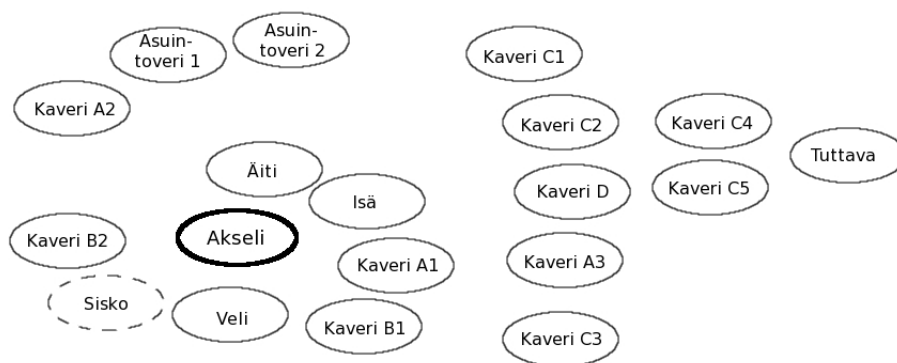 Asuin-
toveri 1
Asuin-
toveri 2
Kaveri C1
Kaveri A2
Kaveri C2
Kaveri C4
Tuttava
Äiti
Isä
Kaveri D
Kaveri C5
Akseli
Kaveri B2
Kaveri A1
Kaveri A3
Sisko
Veli
Kaveri B1
Kaveri C3